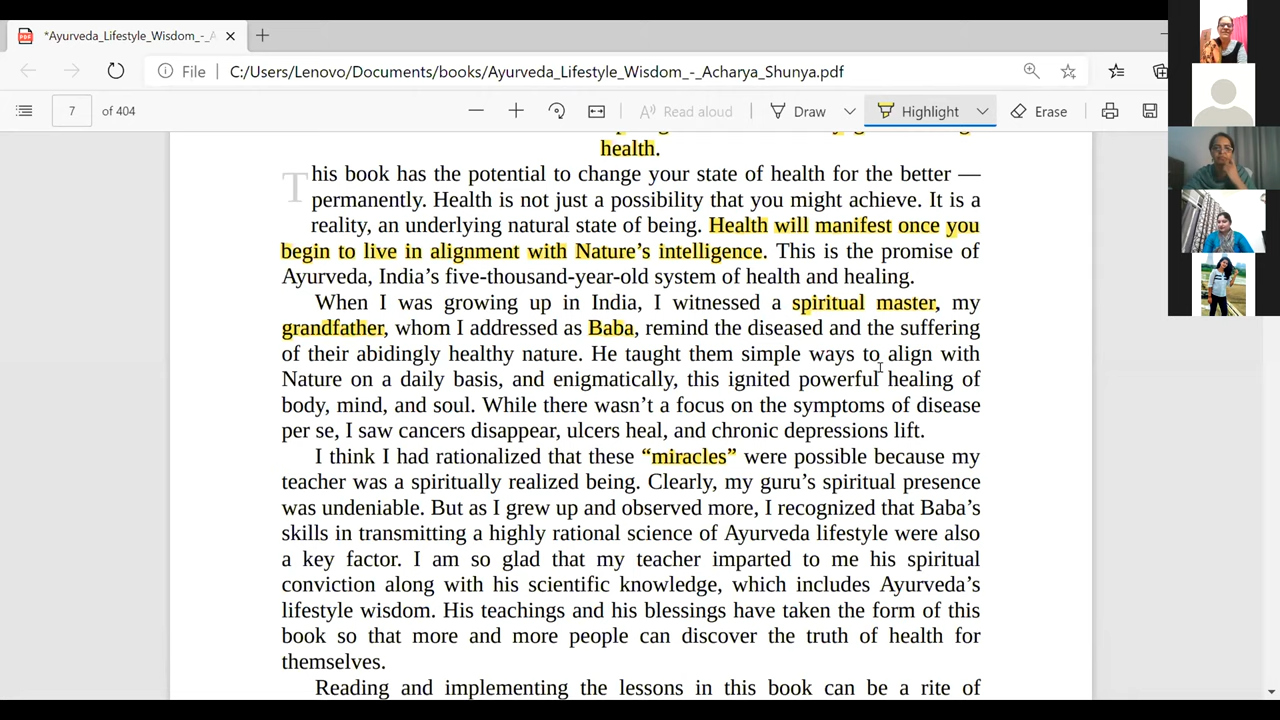 *Ayurveda_Lifestyle_Wisdom_-_A
File
C:/Users/Lenovo/Documents/books/Ayurveda_Lifestyle_Wisdom_-_Acharya_Shunya.pdf
7 of 404
Read aloud
Draw
Highlight
Erase
health.
This book has the potential to change your state of health for the better —
permanently. Health is not just a possibility that you might achieve. It is a
reality, an underlying natural state of being. Health will manifest once you
begin to live in alignment with Nature’s intelligence. This is the promise of
Ayurveda, India’s five-thousand-year-old system of health and healing.
When I was growing up in India, I witnessed a spiritual master, my
grandfather, whom I addressed as Baba, remind the diseased and the suffering
of their abidingly healthy nature. He taught them simple ways to align with
Nature on a daily basis, and enigmatically, this ignited powerful healing of
body, mind, and soul. While there wasn’t a focus on the symptoms of disease
per se, I saw cancers disappear, ulcers heal, and chronic depressions lift.
I think I had rationalized that these “miracles” were possible because my
teacher was a spiritually realized being. Clearly, my guru’s spiritual presence
was undeniable. But as I grew up and observed more, I recognized that Baba’s
skills in transmitting a highly rational science of Ayurveda lifestyle were also
a key factor. I am so glad that my teacher imparted to me his spiritual
conviction along with his scientific knowledge, which includes Ayurveda’s
lifestyle wisdom. His teachings and his blessings have taken the form of this
book so that more and more people can discover the truth of health for
themselves.
Reading and implementing the lessons in this book can be a rite of